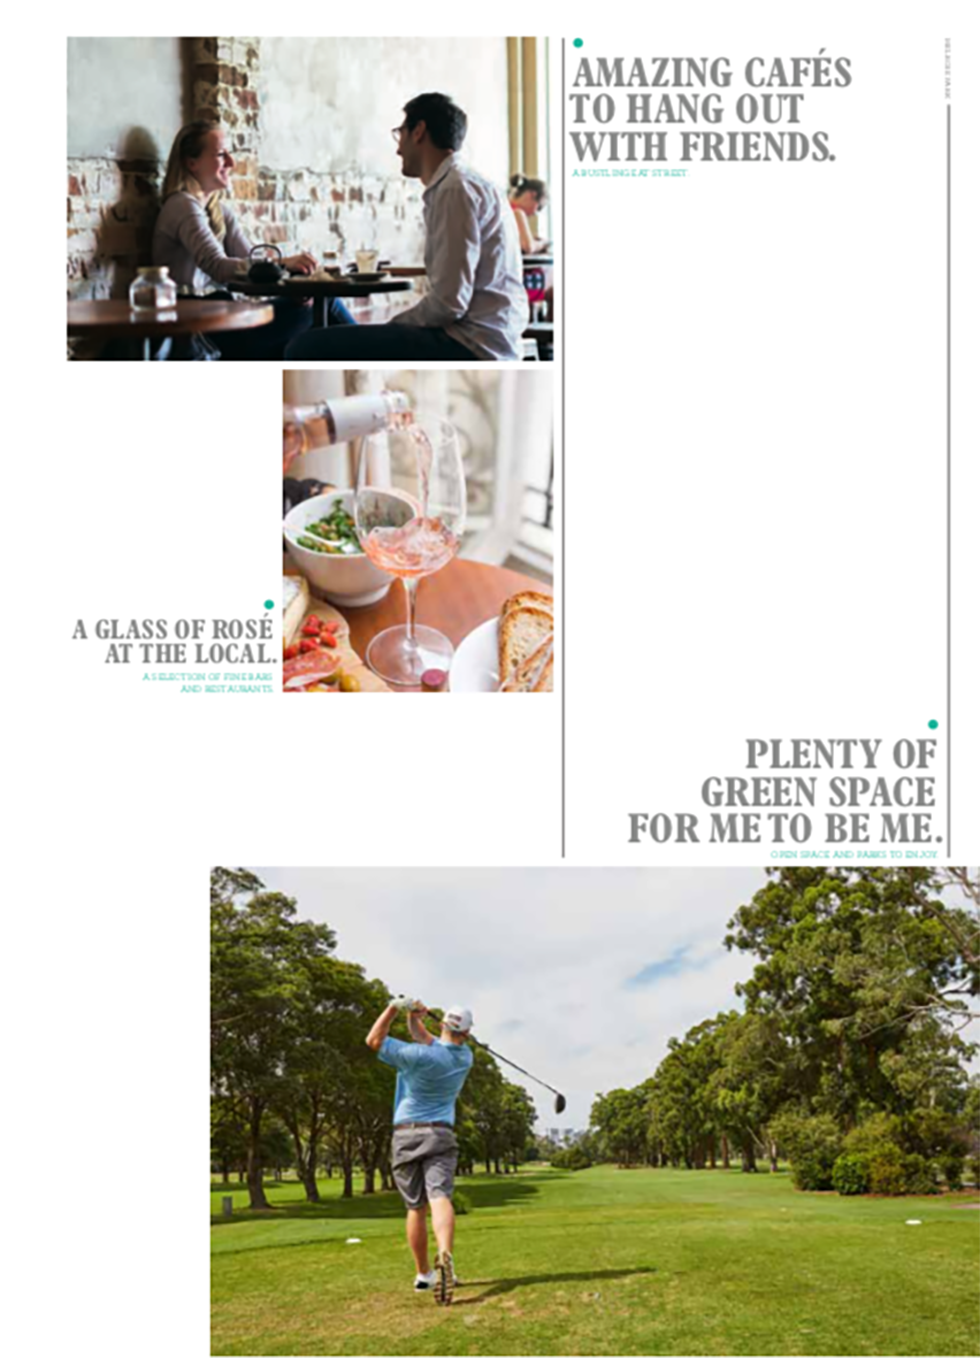 AMAZING CAFÉS
TO HANG OUT
WITH FRIENDS.
A BUSTLING EAT STREET.
A GLASS OF ROSÉ
AT THE LOCAL.
A SELECTION OF FINE BARS
AND RESTAURANTS.
PLENTY OF
GREEN SPACE
FOR ME TO BE ME.
OPEN SPACE AND PARKS TO ENJOY.